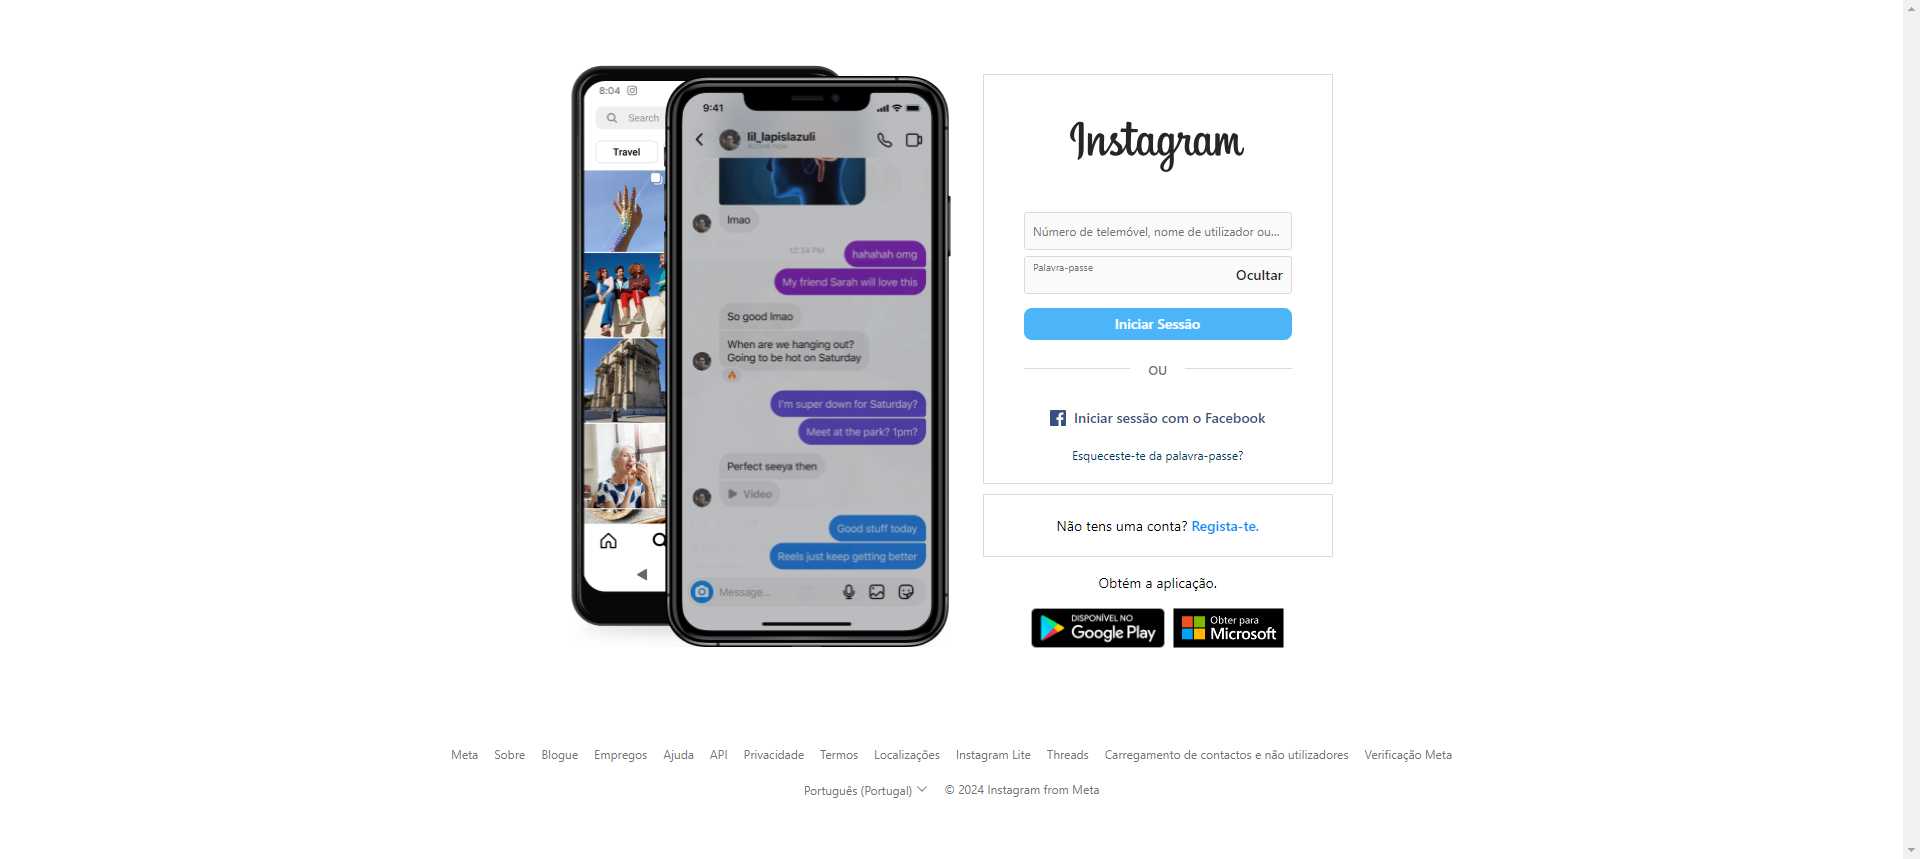 8:04
Search
Travel
9:41
lil_lapislazuli
lmao
12:34 PM
hahahah omg
My friend Sarah will love this
So good lmao
When are we hanging out?
Going to be hot on Saturday
I'm super down for Saturday?
Meet at the park? 1pm?
Perfect seeya then
Video
Good stuff today
Reels just keep getting better
Message...
Instagram
Número de telemóvel, nome de utilizador ou...
Palavra-passe
Ocultar
Iniciar Sessão
OU
Iniciar sessão com o Facebook
Esqueceste-te da palavra-passe?
Não tens uma conta? Regista-te.
Obtém a aplicação.
DISPONÍVEL NO
Google Play
Obter para
Microsoft
Meta Sobre Blogue Empregos Ajuda API Privacidade Termos Localizações Instagram Lite Threads Carregamento de contactos e não utilizadores Verificação Meta
Português (Portugal) © 2024 Instagram from Meta